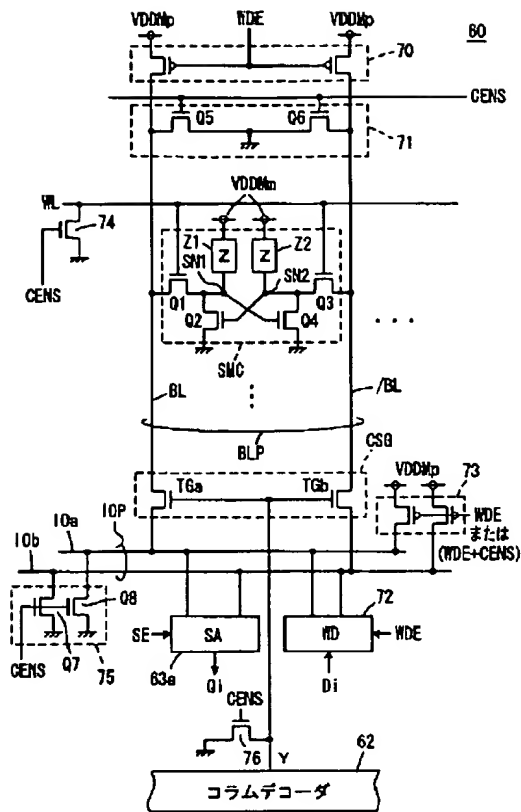 VDDMp WDE VDDMp 60
70
CENS
Q5 Q6
71
WL
VDDMm
74
Z1 Z2
Z Z
SN1 SN2
CENS
Q1 Q3
Q2 Q4
SMC
BL /BL
BLP
CSG
TGa TGb
VDDMp 73
IOP
IOa
WDE
または
(WDE+CENS)
IOb
72
Q8
SE SA WD WDE
CENS Q7
75
63a Qi Di
CENS
76 Y 62
コラムデコーダ